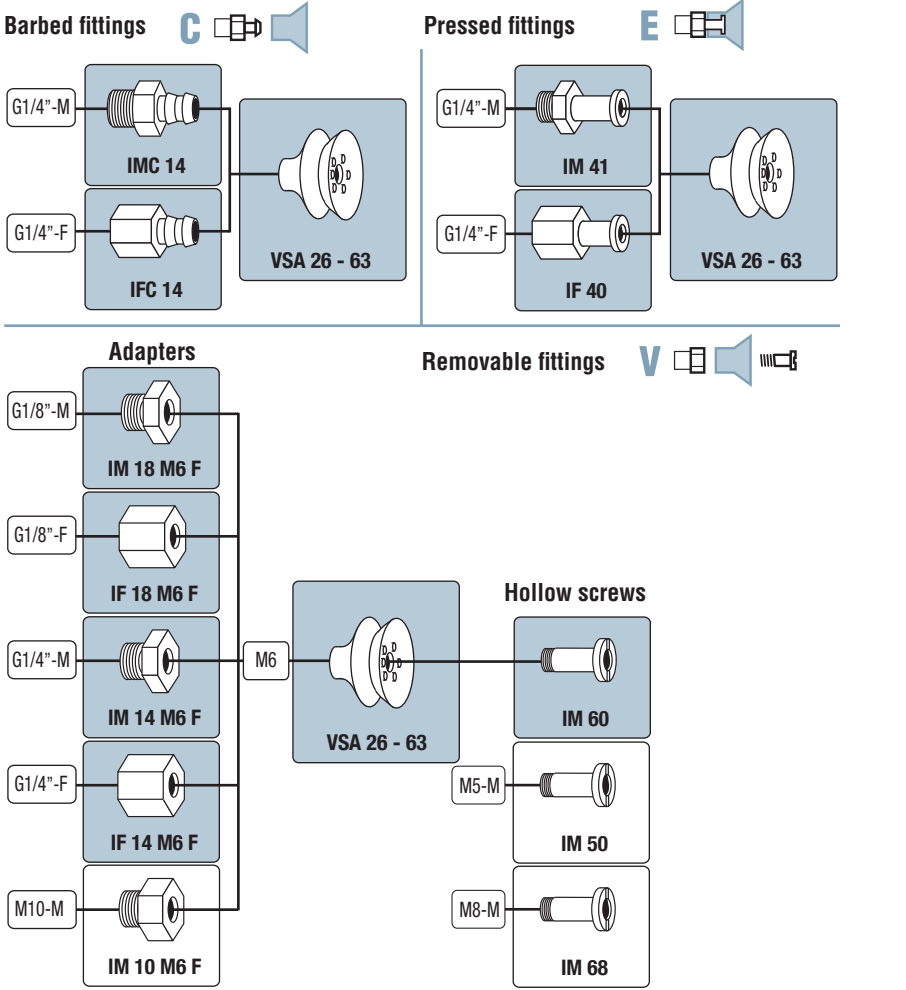 Barbed fittings C
Pressed fittings E
G1/4”-M
IMC 14
G1/4”-F
IFC 14
VSA 26 - 63
G1/4”-M
IM 41
G1/4”-F
IF 40
VSA 26 - 63
Adapters
Removable fittings V
G1/8”-M
IM 18 M6 F
G1/8”-F
IF 18 M6 F
G1/4”-M
IM 14 M6 F
G1/4”-F
IF 14 M6 F
M10-M
IM 10 M6 F
M6
VSA 26 - 63
Hollow screws
IM 60
M5-M
IM 50
M8-M
IM 68